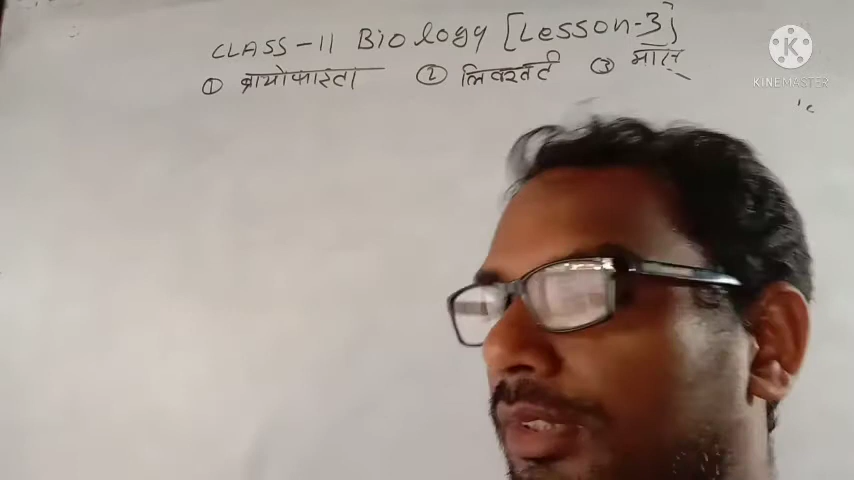 CLASS-11 Biology [Lesson-3]
① ब्रायोफाइटा ② लिवरवर्ट ③ मॉस
K
KINEMASTER